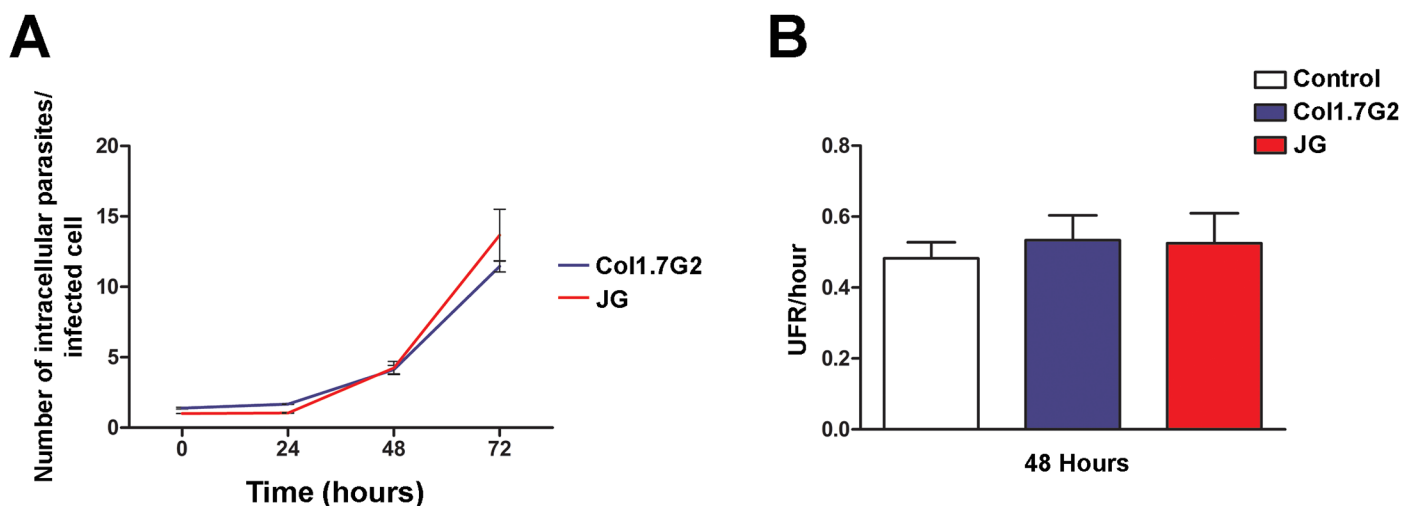 A
Number of intracellular parasites/
infected cell
20
15
10
5
0
0 24 48 72
Time (hours)
Col1.7G2
JG
B
Control
Col1.7G2
JG
UFR/hour
0.8
0.6
0.4
0.2
0.0
48 Hours